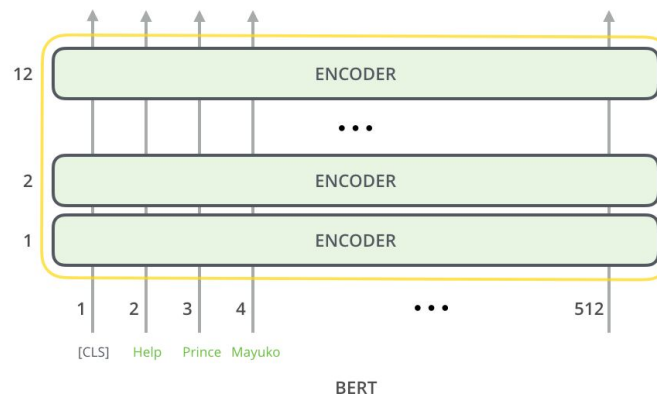 12 ENCODER
...
2 ENCODER
1 ENCODER
1 2 3 4 ... 512
[CLS] Help Prince Mayuko
BERT